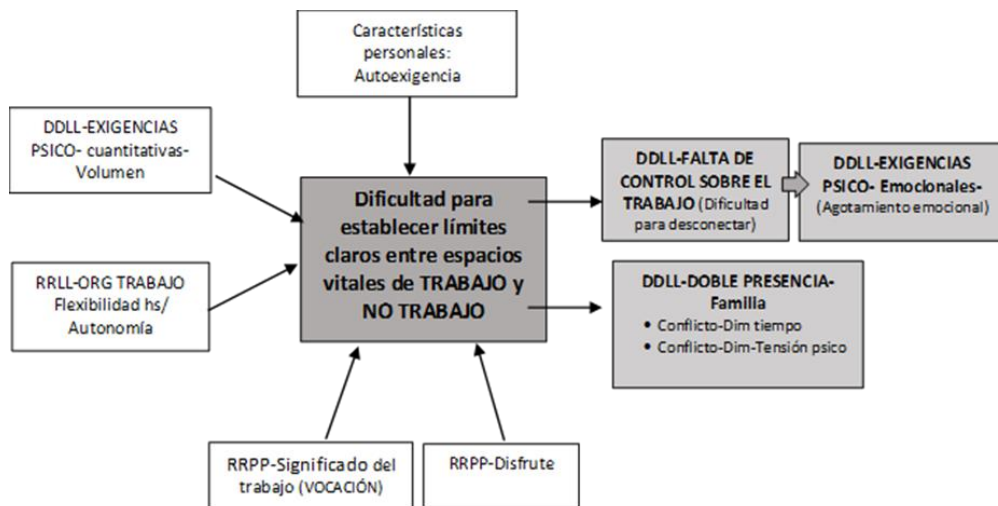 Características
personales:
Autoexigencia
DDLL-EXIGENCIAS
PSICO- cuantitativas-
Volumen
RRLL-ORG TRABAJO
Flexibilidad hs/
Autonomía
Dificultad para
establecer límites
claros entre espacios
vitales de TRABAJO y
NO TRABAJO
DDLL-FALTA DE
CONTROL SOBRE EL
TRABAJO (Dificultad
para desconectar)
DDLL-EXIGENCIAS
PSICO- Emocionales-
(Agotamiento emocional)
DDLL-DOBLE PRESENCIA-
Familia
• Conflicto-Dim tiempo
• Conflicto-Dim-Tensión psico
RRPP-Significado del
trabajo (VOCACIÓN)
RRPP-Disfrute